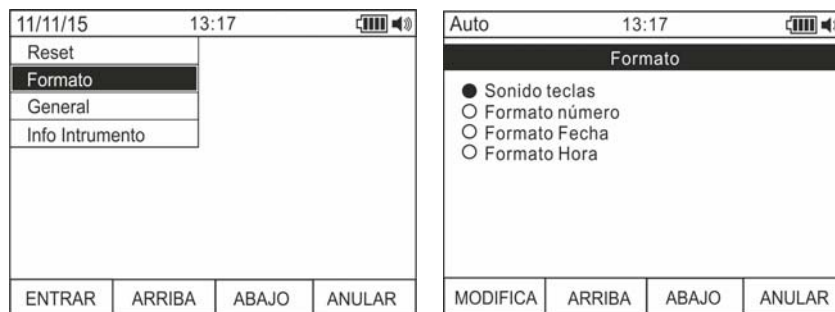 11/11/15 13:17
Reset
Formato
General
Info Intrumento
ENTRAR ARRIBA ABAJO ANULAR
Auto 13:17
Formato
Sonido teclas
Formato número
Formato Fecha
Formato Hora
MODIFICA ARRIBA ABAJO ANULAR